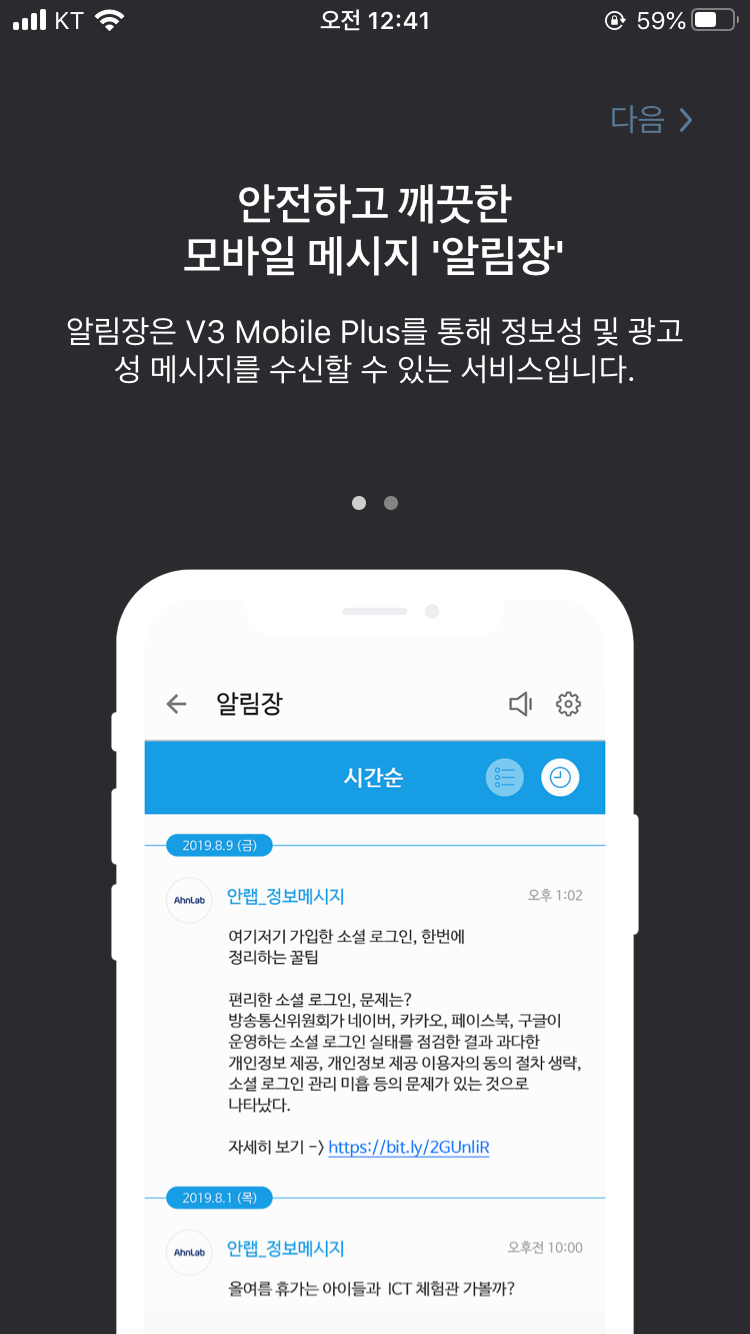 KT 오전 12:41 59%
다음
안전하고 깨끗한
모바일 메시지 '알림장'
알림장은 V3 Mobile Plus를 통해 정보성 및 광고
성 메시지를 수신할 수 있는 서비스입니다.
알림장
시간순
2019.8.9 (금)
AhnLab 안랩_정보메시지 오후 1:02
여기저기 가입한 소셜 로그인, 한번에
정리하는 꿀팁
편리한 소셜 로그인, 문제는?
방송통신위원회가 네이버, 카카오, 페이스북, 구글이
운영하는 소셜 로그인 실태를 점검한 결과 과다한
개인정보 제공, 개인정보 제공 이용자의 동의 절차 생략,
소셜 로그인 관리 미흡 등의 문제가 있는 것으로
나타났다.
자세히 보기 -> https://bit.ly/2GUnliR
2019.8.1 (목)
AhnLab 안랩_정보메시지 오후전 10:00
올여름 휴가는 아이들과 ICT 체험관 가볼까?